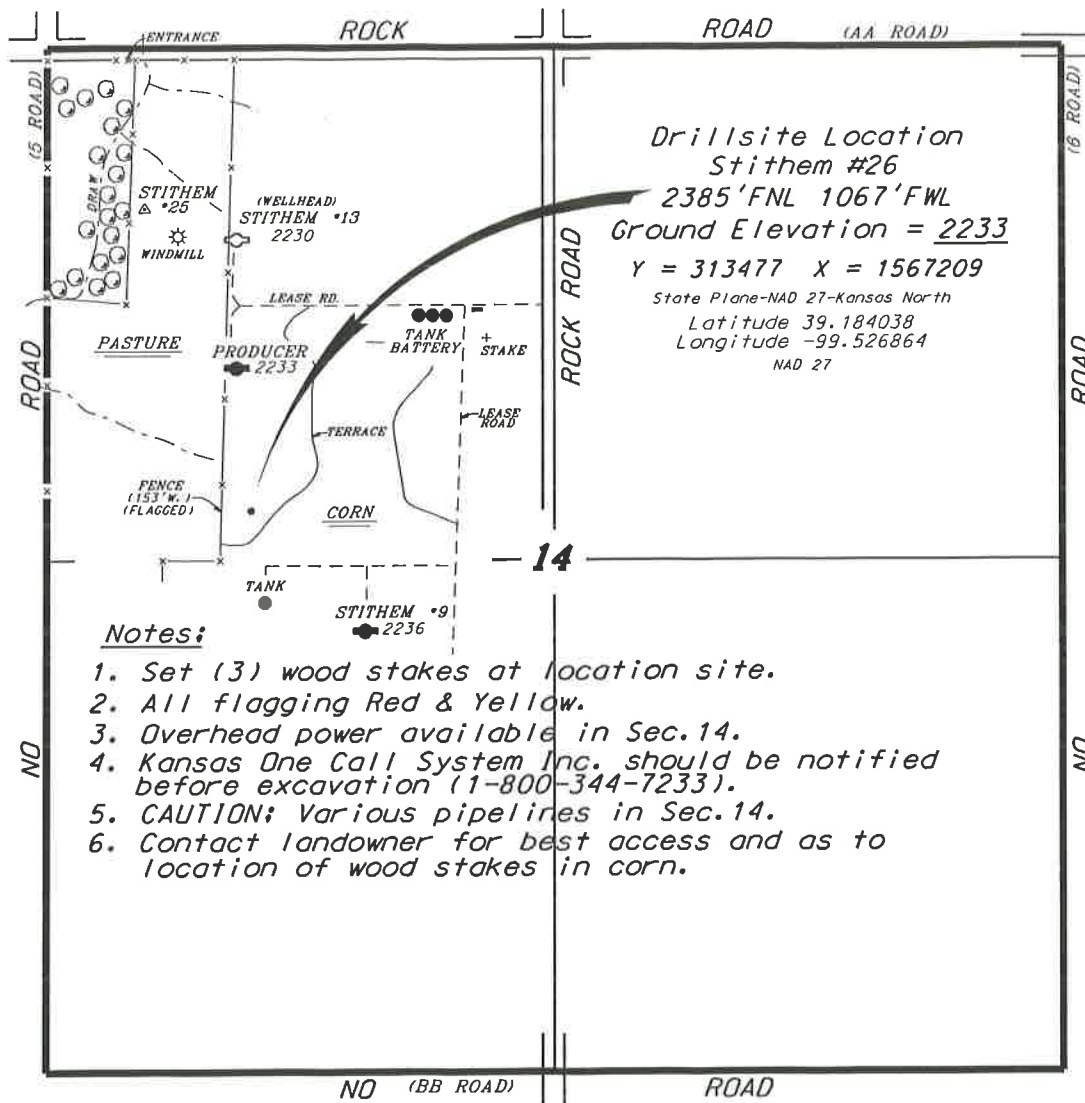 ROCK
ROAD
(AA ROAD)
ENTRANCE
(5 ROAD)
(6 ROAD)
DRAW
STITHEM
#25
WINDMILL
(WELLHEAD)
STITHEM #13
2230
Drillsite Location
Stithem #26
2385'FNL 1067'FWL
Ground Elevation = 2233
Y = 313477 X = 1567209
State Plane-NAD 27-Kansas North
Latitude 39.184038
Longitude -99.526864
NAD 27
LEASE RD.
PASTURE
PRODUCER
2233
TANK
BATTERY
+
STAKE
ROCK ROAD
ROAD
ROAD
LEASE
ROAD
TERRACE
FENCE
(153'W.)
(FLAGGED)
CORN
14
TANK
STITHEM #9
2236
Notes:
1. Set (3) wood stakes at location site.
2. All flagging Red & Yellow.
3. Overhead power available in Sec.14.
4. Kansas One Call System Inc. should be notified
before excavation (1-800-344-7233).
5. CAUTION: Various pipelines in Sec.14.
6. Contact landowner for best access and as to
location of wood stakes in corn.
NO
NO
NO
(BB ROAD)
ROAD